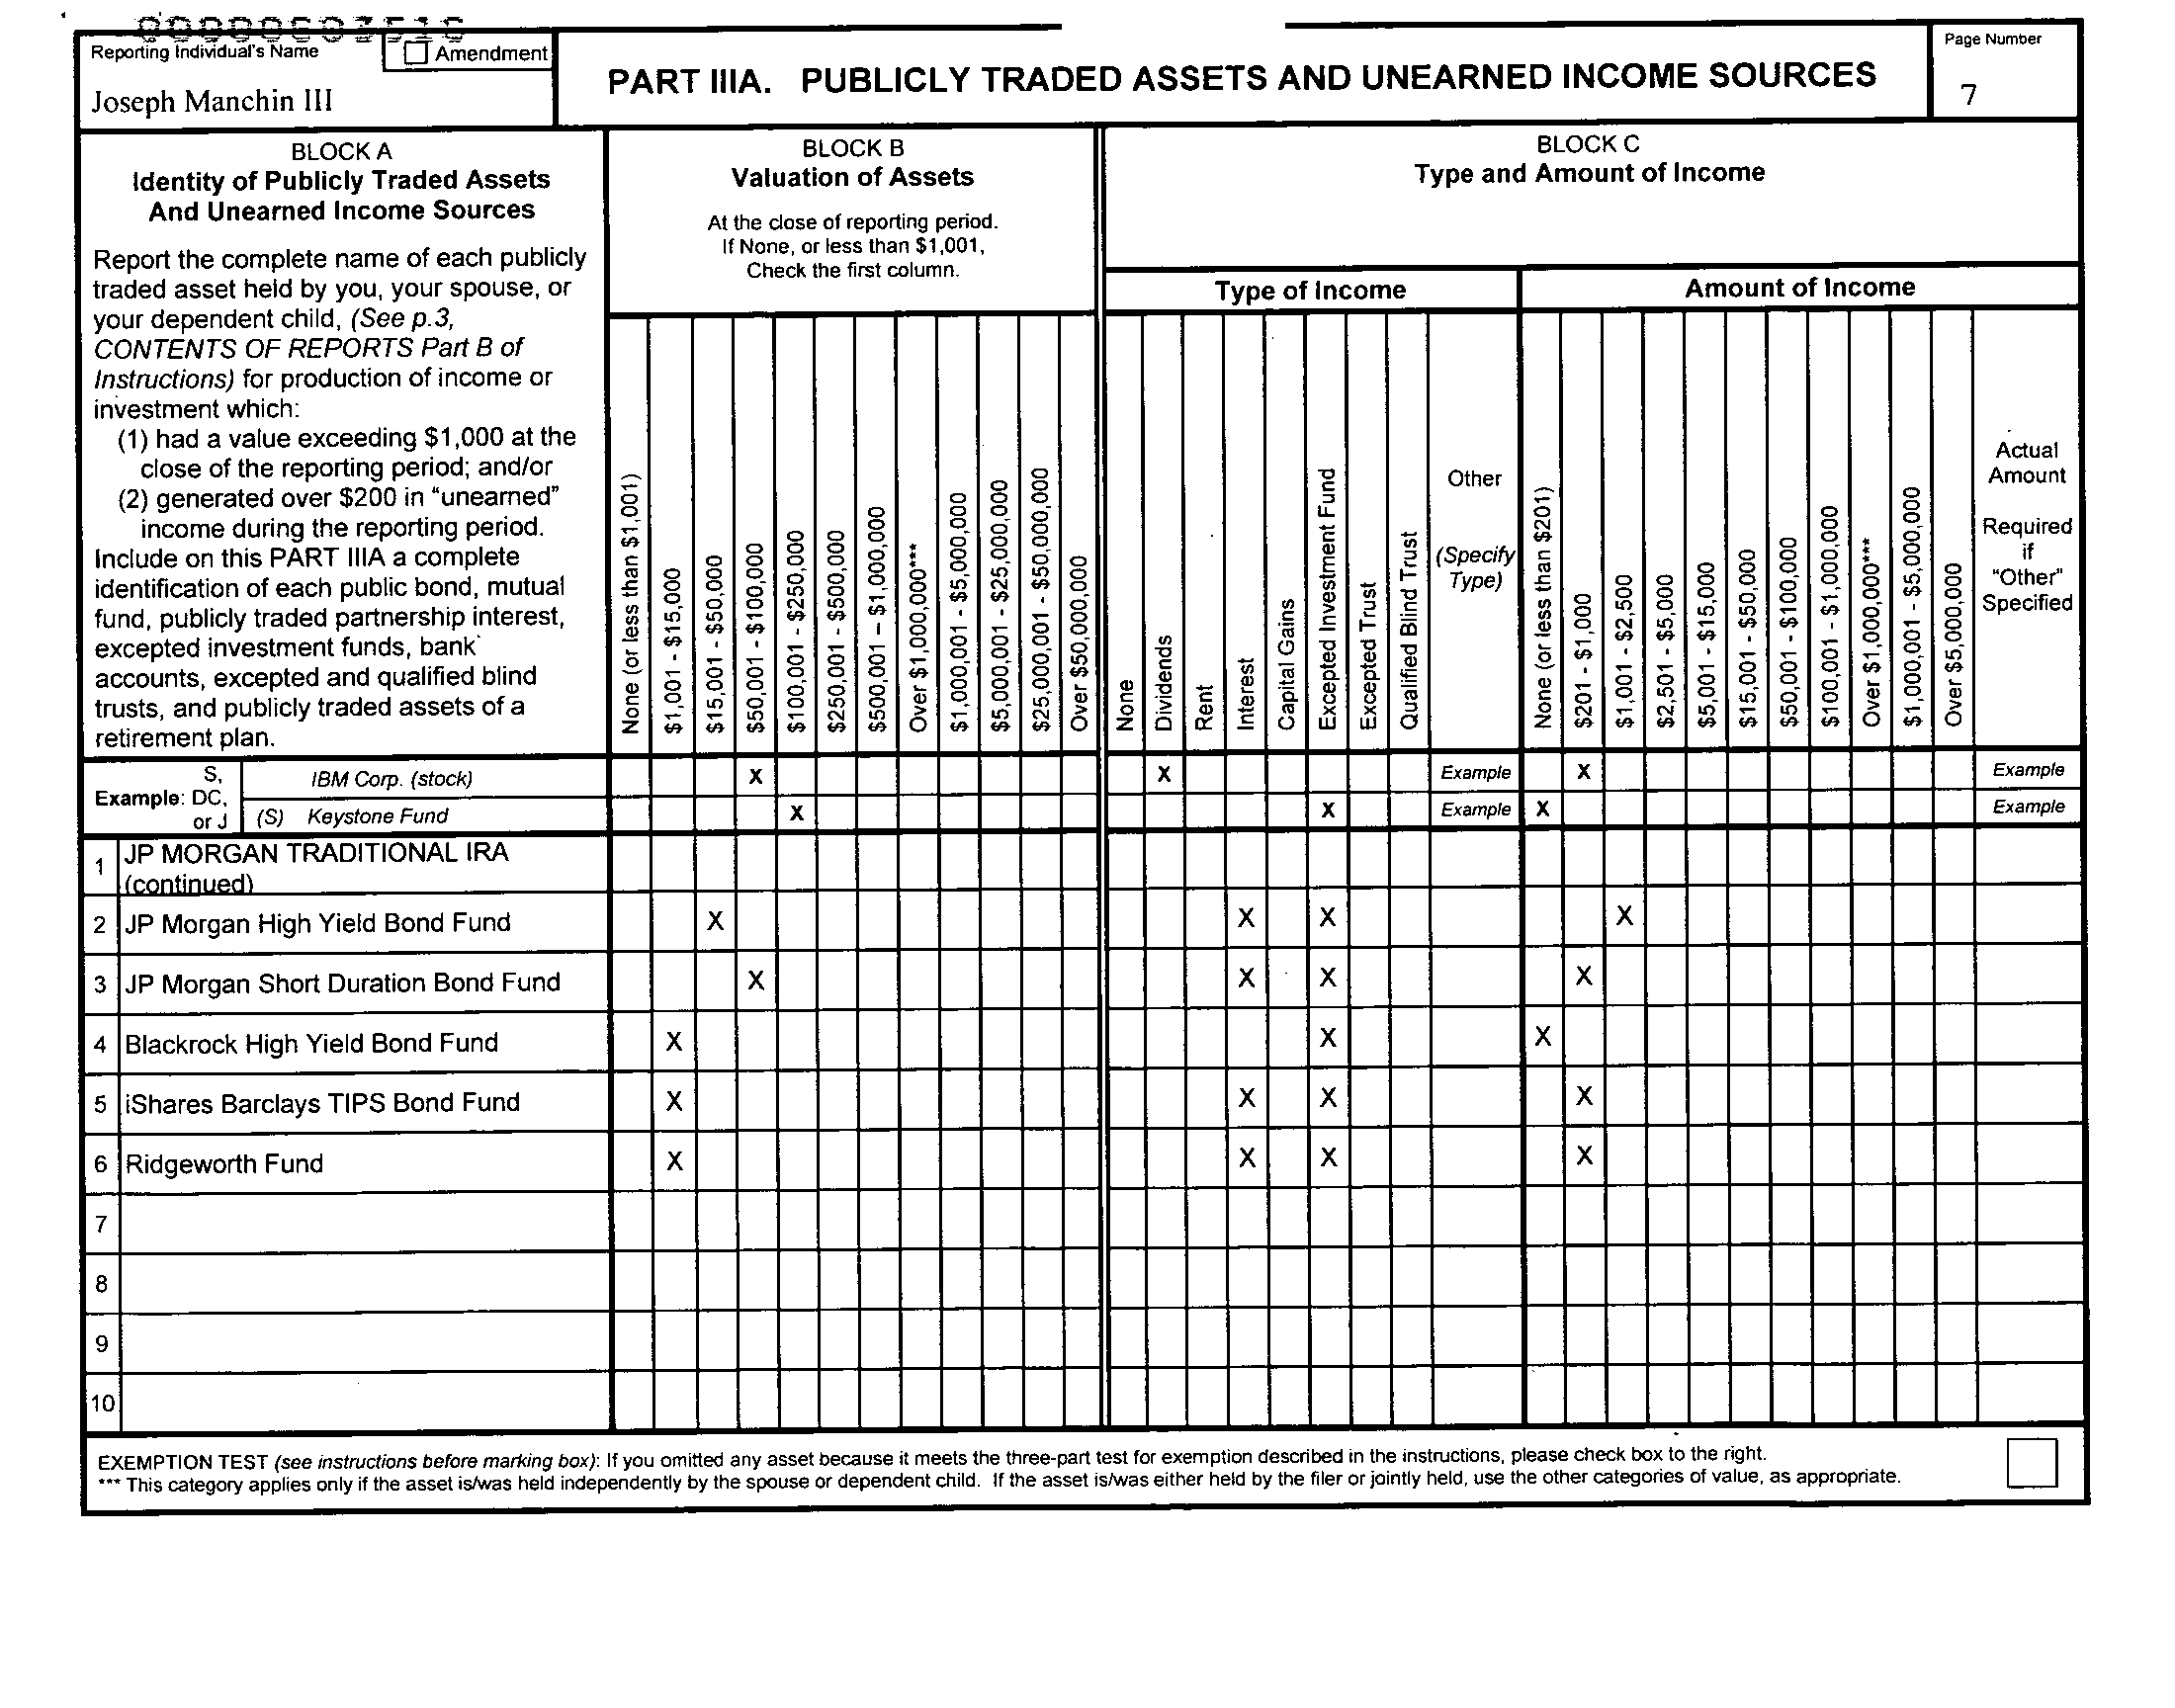 Reporting Individual's Name
Amendment
Joseph Manchin III
PART IIIA. PUBLICLY TRADED ASSETS AND UNEARNED INCOME SOURCES
Page Number
7
BLOCK A
Identity of Publicly Traded Assets
And Unearned Income Sources
Report the complete name of each publicly
traded asset held by you, your spouse, or
your dependent child, (See p.3,
CONTENTS OF REPORTS Part B of
Instructions) for production of income or
investment which:
(1) had a value exceeding $1,000 at the
close of the reporting period; and/or
(2) generated over $200 in "unearned"
income during the reporting period.
Include on this PART IIIA a complete
identification of each public bond, mutual
fund, publicly traded partnership interest,
excepted investment funds, bank
accounts, excepted and qualified blind
trusts, and publicly traded assets of a
retirement plan.
BLOCK B
Valuation of Assets
At the close of reporting period.
If None, or less than $1,001,
Check the first column.
None (or less than $1,001)
$1,001 - $15,000
$15,001 - $50,000
$50,001 - $100,000
$100,001 - $250,000
$250,001 - $500,000
$500,001 – $1,000,000
Over $1,000,000***
$1,000,001 - $5,000,000
$5,000,001 - $25,000,000
$25,000,001 - $50,000,000
Over $50,000,000
BLOCK C
Type and Amount of Income
Type of Income
None
Dividends
Rent
Interest
Capital Gains
Excepted Investment Fund
Excepted Trust
Qualified Blind Trust
Other
(Specify
Type)
Amount of Income
None (or less than $201)
$201 - $1,000
$1,001 - $2,500
$2,501 - $5,000
$5,001 - $15,000
$15,001 - $50,000
$50,001 - $100,000
$100,001 - $1,000,000
Over $1,000,000***
$1,000,001 - $5,000,000
Over $5,000,000
Actual
Amount
Required
if
"Other"
Specified
Example:
S,
DC,
or J
IBM Corp. (stock) X X Example X Example
(S) Keystone Fund X X Example X Example
1 JP MORGAN TRADITIONAL IRA
(continued)
2 JP Morgan High Yield Bond Fund X X X X
3 JP Morgan Short Duration Bond Fund X X X X
4 Blackrock High Yield Bond Fund X X X
5 iShares Barclays TIPS Bond Fund X X X X
6 Ridgeworth Fund X X X X
7
8
9
10
EXEMPTION TEST (see instructions before marking box): If you omitted any asset because it meets the three-part test for exemption described in the instructions, please check box to the right.
*** This category applies only if the asset is/was held independently by the spouse or dependent child. If the asset is/was either held by the filer or jointly held, use the other categories of value, as appropriate.